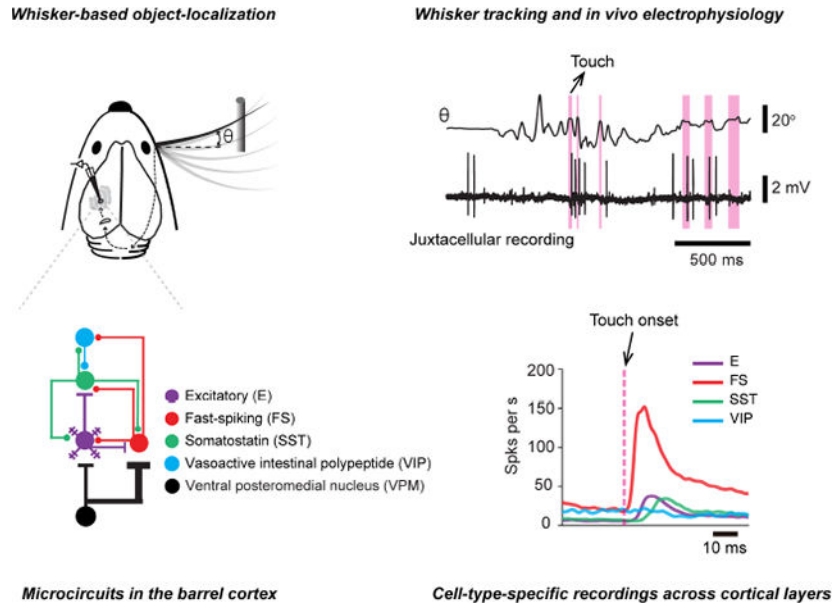 Whisker-based object-localization
Whisker tracking and in vivo electrophysiology
θ
Touch
θ
20°
2 mV
Juxtacellular recording
500 ms
Excitatory (E)
Fast-spiking (FS)
Somatostatin (SST)
Vasoactive intestinal polypeptide (VIP)
Ventral posteromedial nucleus (VPM)
Touch onset
Spks per s
200
150
100
50
0
E
FS
SST
VIP
10 ms
Microcircuits in the barrel cortex
Cell-type-specific recordings across cortical layers